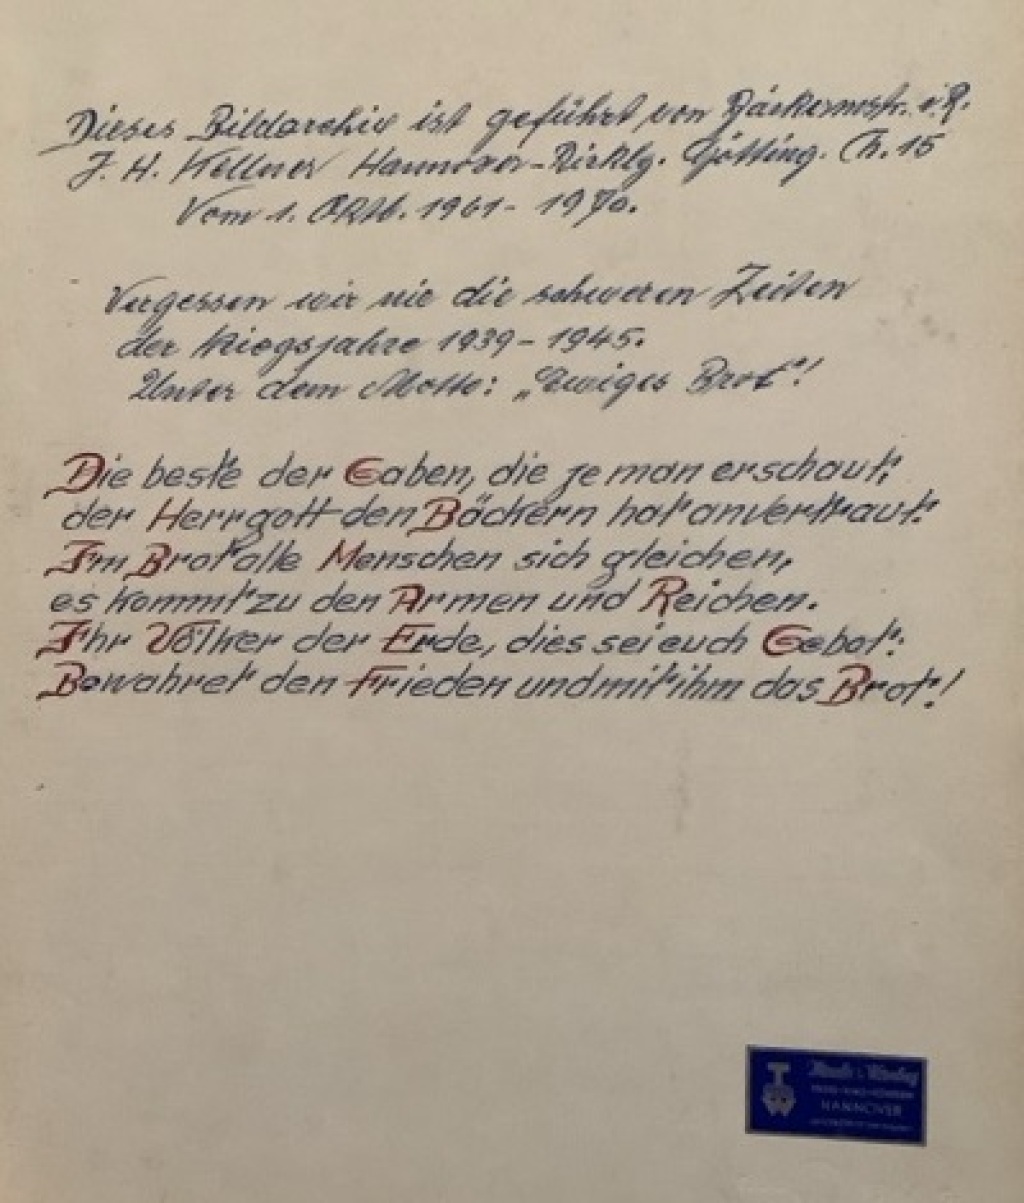 Dieses Bildarchiv ist geführt von Bäckermstr. i.R.
J. H. Kellner Hannover-Ricklg. Götting. Ch. 15
Vom 1. Oktb. 1961 - 1970.
Vergessen wir nie die schweren Zeiten
der Kriegsjahre 1939 - 1945.
Unter dem Motto: „Ewiges Brot"!
Die beste der Gaben, die je man erschaut,
der Herrgott den Bäckern hat anvertraut.
Im Brot alle Menschen sich gleichen,
es kommt zu den Armen und Reichen.
Ihr Völker der Erde, dies sei euch Gebot:
Bewahret den Frieden und mit ihm das Brot!
HANNOVER